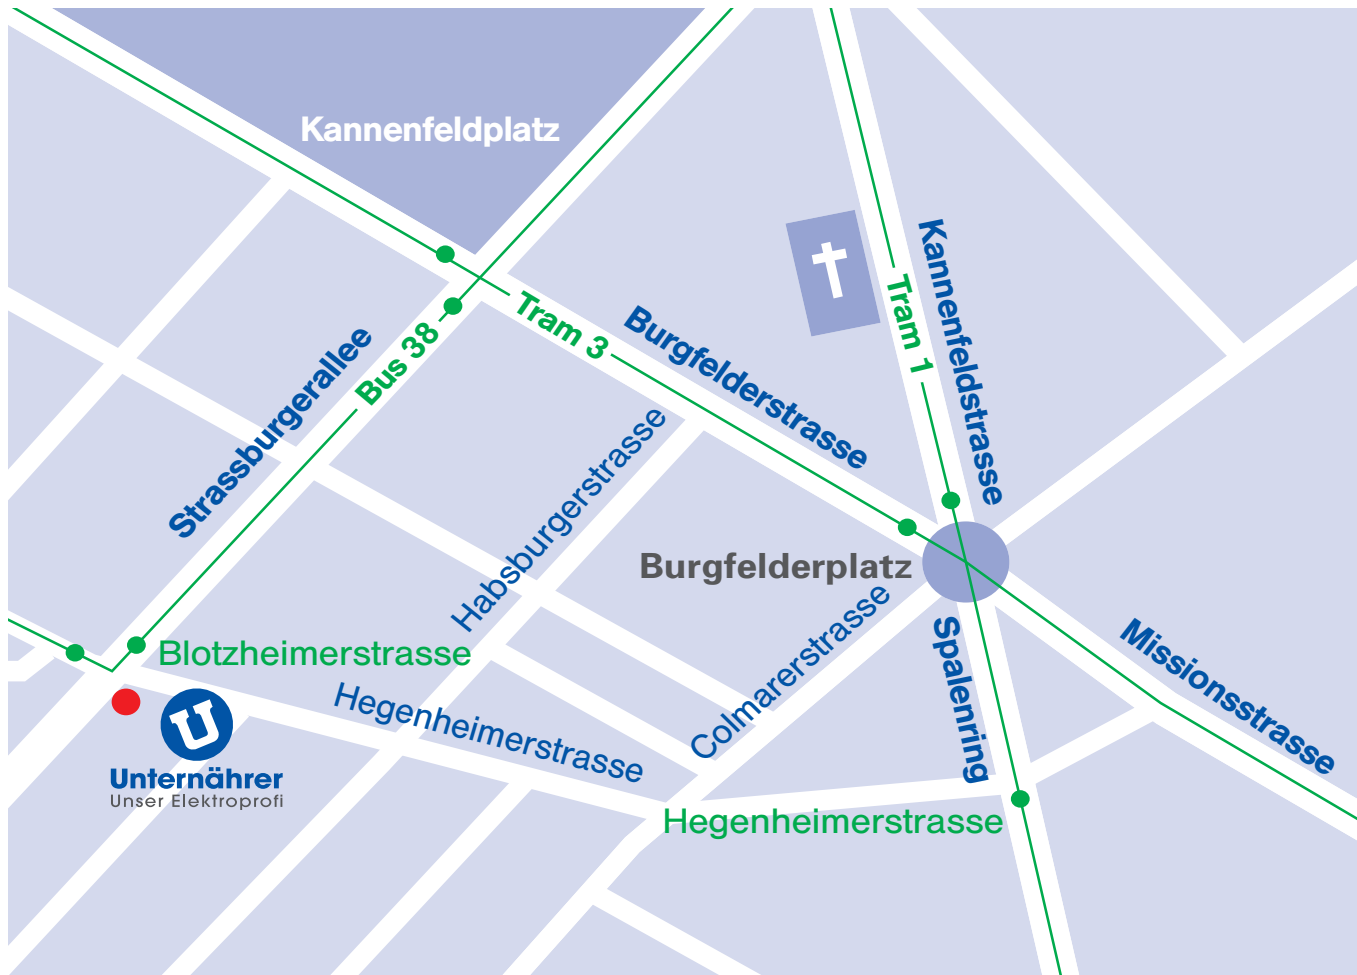 Kannenfeldplatz
Kannenfeldstrasse
Tram 1
Tram 3
Burgfelderstrasse
Bus 38
Strassburgerallee
Habsburgerstrasse
Burgfelderplatz
Colmarerstrasse
Spalenring
Missionsstrasse
Blotzheimerstrasse
Hegenheimerstrasse
U
Unternährer
Unser Elektroprofi
Hegenheimerstrasse